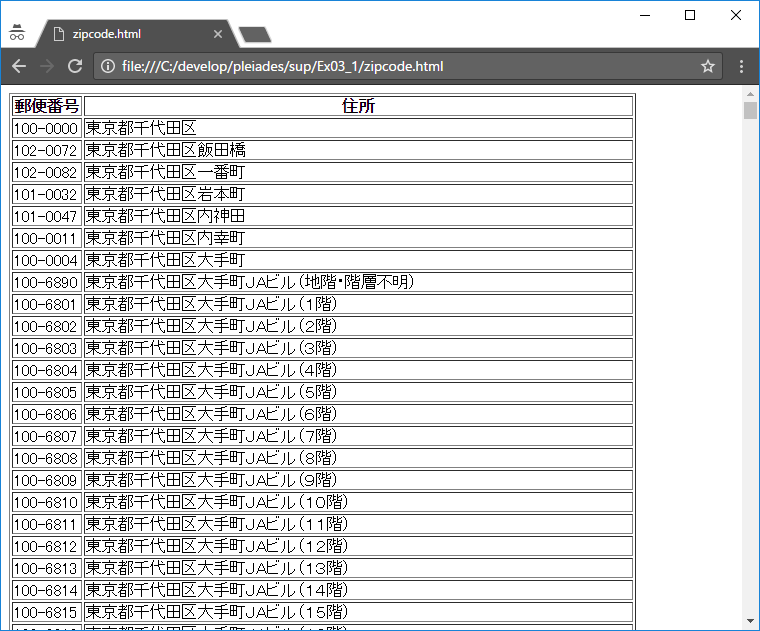 zipcode.html
file:///C:/develop/pleiades/sup/Ex03_1/zipcode.html
郵便番号 住所
100-0000 東京都千代田区
102-0072 東京都千代田区飯田橋
102-0082 東京都千代田区一番町
101-0032 東京都千代田区岩本町
101-0047 東京都千代田区内神田
100-0011 東京都千代田区内幸町
100-0004 東京都千代田区大手町
100-6890 東京都千代田区大手町JAビル(地階・階層不明)
100-6801 東京都千代田区大手町JAビル(1階)
100-6802 東京都千代田区大手町JAビル(2階)
100-6803 東京都千代田区大手町JAビル(3階)
100-6804 東京都千代田区大手町JAビル(4階)
100-6805 東京都千代田区大手町JAビル(5階)
100-6806 東京都千代田区大手町JAビル(6階)
100-6807 東京都千代田区大手町JAビル(7階)
100-6808 東京都千代田区大手町JAビル(8階)
100-6809 東京都千代田区大手町JAビル(9階)
100-6810 東京都千代田区大手町JAビル(10階)
100-6811 東京都千代田区大手町JAビル(11階)
100-6812 東京都千代田区大手町JAビル(12階)
100-6813 東京都千代田区大手町JAビル(13階)
100-6814 東京都千代田区大手町JAビル(14階)
100-6815 東京都千代田区大手町JAビル(15階)